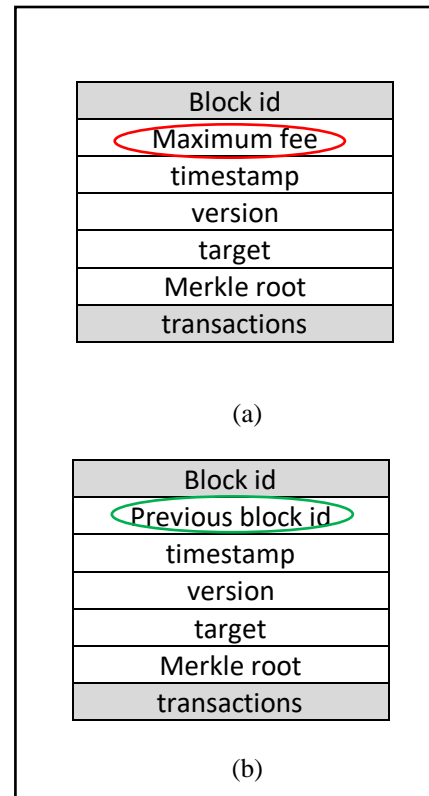 Block id
Maximum fee
timestamp
version
target
Merkle root
transactions
(a)
Block id
Previous block id
timestamp
version
target
Merkle root
transactions
(b)